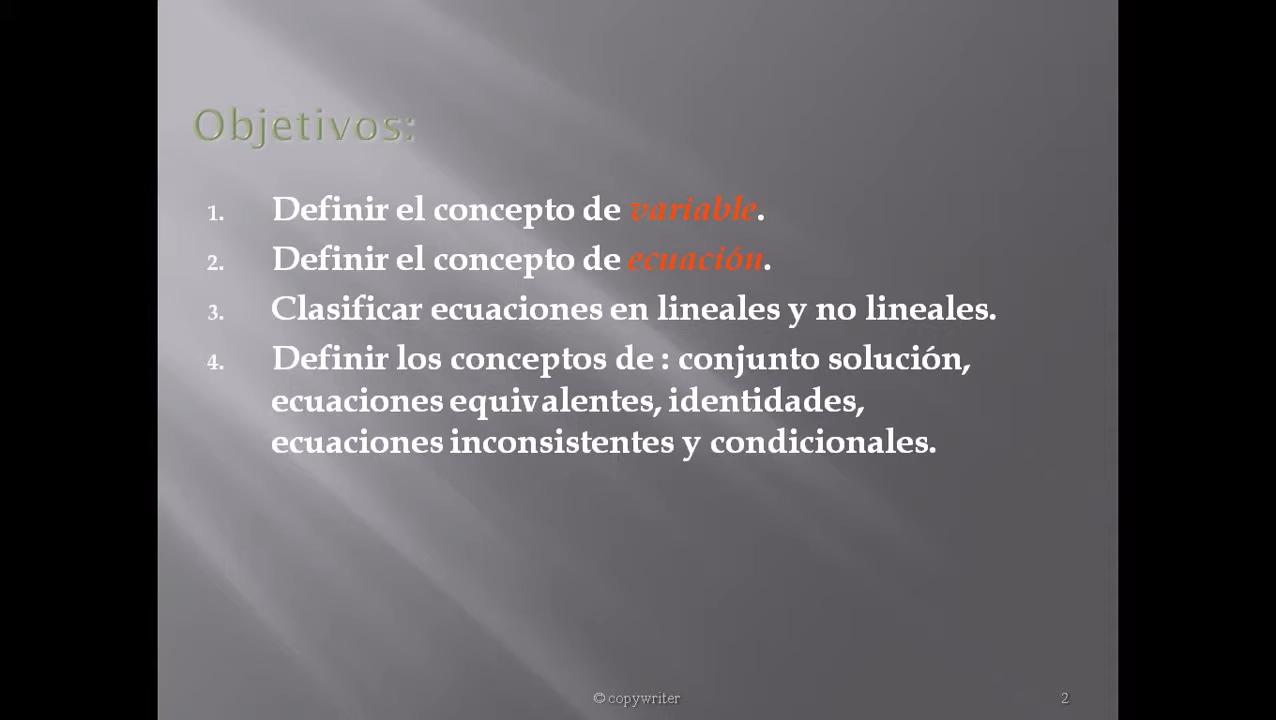 Objetivos:
1. Definir el concepto de variable.
2. Definir el concepto de ecuación.
3. Clasificar ecuaciones en lineales y no lineales.
4. Definir los conceptos de : conjunto solución,
ecuaciones equivalentes, identidades,
ecuaciones inconsistentes y condicionales.
© copywriter
2